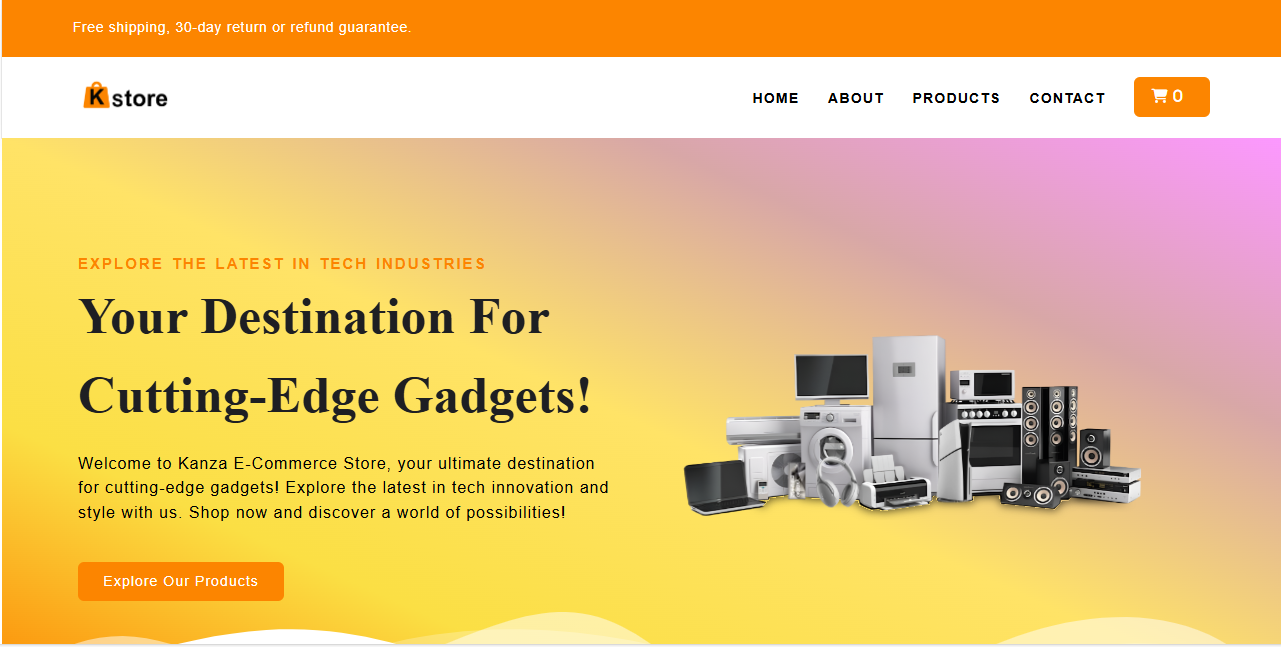 Free shipping, 30-day return or refund guarantee.
K store
HOME ABOUT PRODUCTS CONTACT 0
EXPLORE THE LATEST IN TECH INDUSTRIES
Your Destination For
Cutting-Edge Gadgets!
Welcome to Kanza E-Commerce Store, your ultimate destination
for cutting-edge gadgets! Explore the latest in tech innovation and
style with us. Shop now and discover a world of possibilities!
Explore Our Products